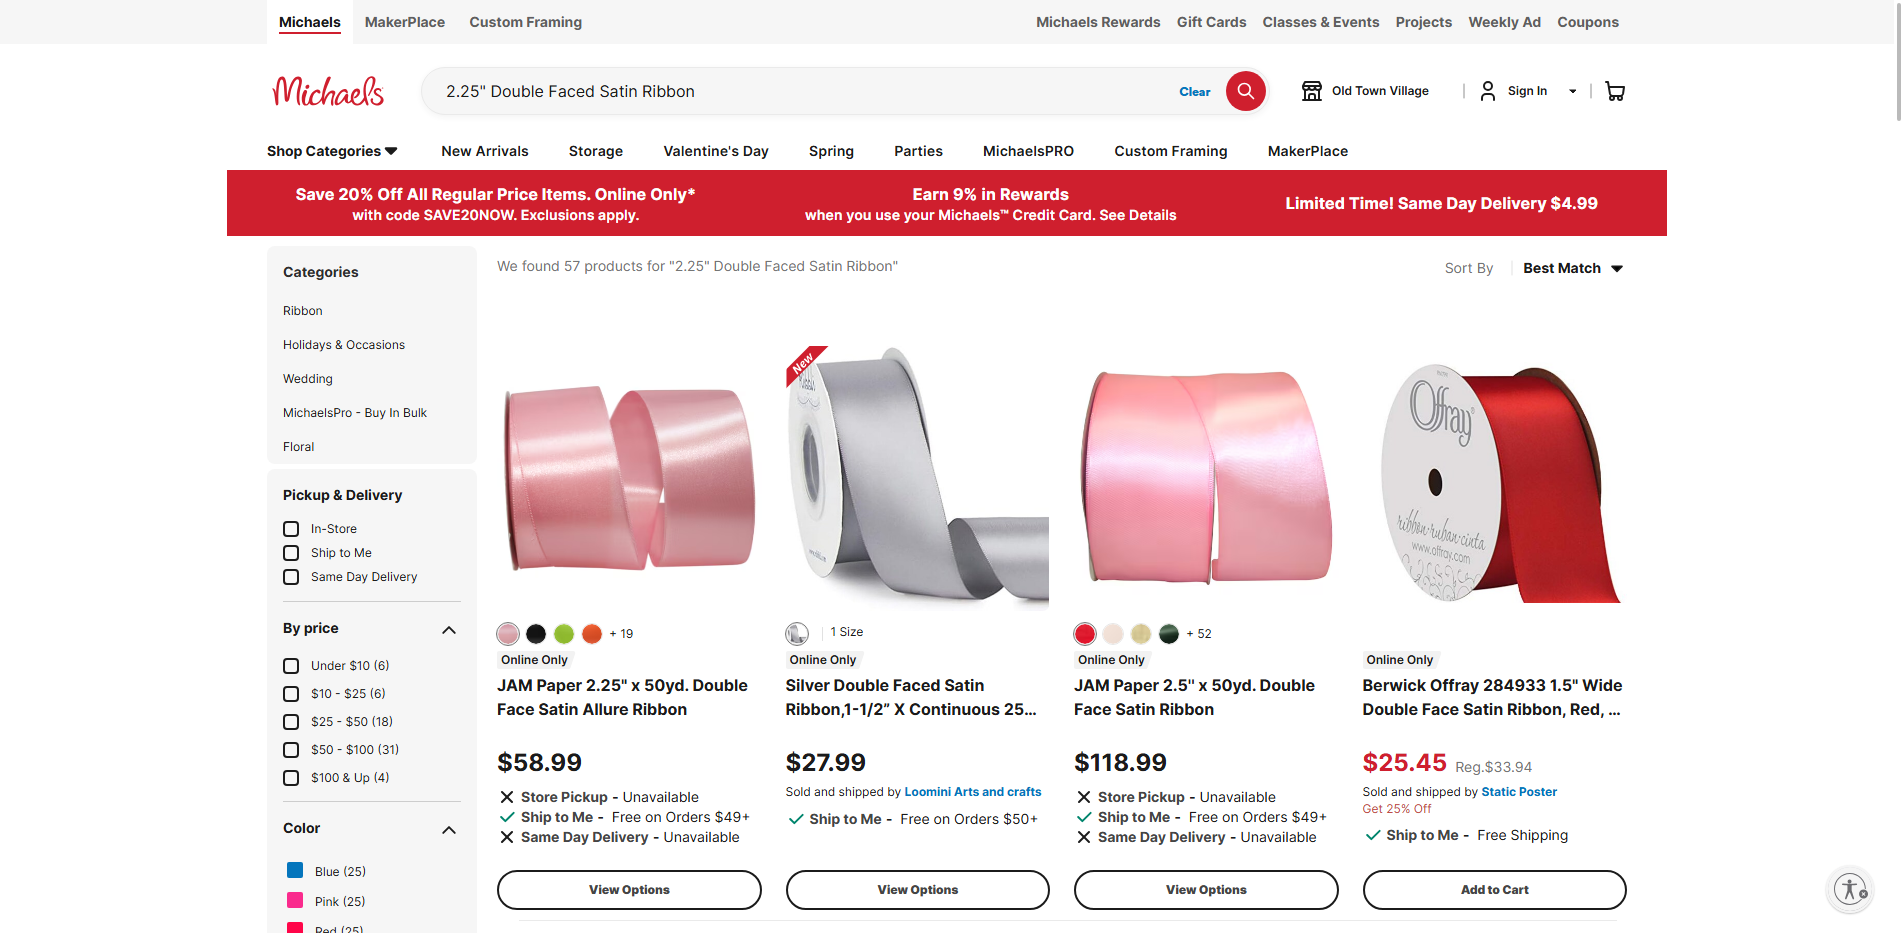 Michaels
MakerPlace
Custom Framing
Michaels Rewards
Gift Cards
Classes & Events
Projects
Weekly Ad
Coupons
Michaels
2.25" Double Faced Satin Ribbon
Clear
Old Town Village
Sign In
Shop Categories
New Arrivals
Storage
Valentine's Day
Spring
Parties
MichaelsPRO
Custom Framing
MakerPlace
Save 20% Off All Regular Price Items. Online Only*
with code SAVE20NOW. Exclusions apply.
Earn 9% in Rewards
when you use your Michaels™ Credit Card. See Details
Limited Time! Same Day Delivery $4.99
Categories
Ribbon
Holidays & Occasions
Wedding
MichaelsPro - Buy In Bulk
Floral
Pickup & Delivery
In-Store
Ship to Me
Same Day Delivery
By price
Under $10 (6)
$10 - $25 (6)
$25 - $50 (18)
$50 - $100 (31)
$100 & Up (4)
Color
Blue (25)
Pink (25)
Red (25)
We found 57 products for "2.25" Double Faced Satin Ribbon"
Sort By
Best Match
+ 19
Online Only
JAM Paper 2.25" x 50yd. Double
Face Satin Allure Ribbon
$58.99
Store Pickup - Unavailable
Ship to Me - Free on Orders $49+
Same Day Delivery - Unavailable
View Options
New
1 Size
Online Only
Silver Double Faced Satin
Ribbon,1-1/2” X Continuous 25...
$27.99
Sold and shipped by Loomini Arts and crafts
Ship to Me - Free on Orders $50+
View Options
+ 52
Online Only
JAM Paper 2.5'' x 50yd. Double
Face Satin Ribbon
$118.99
Store Pickup - Unavailable
Ship to Me - Free on Orders $49+
Same Day Delivery - Unavailable
View Options
Offray
ribbon·ruban·cinta
www.offray.com
Online Only
Berwick Offray 284933 1.5" Wide
Double Face Satin Ribbon, Red, ...
$25.45 Reg.$33.94
Sold and shipped by Static Poster
Get 25% Off
Ship to Me - Free Shipping
Add to Cart